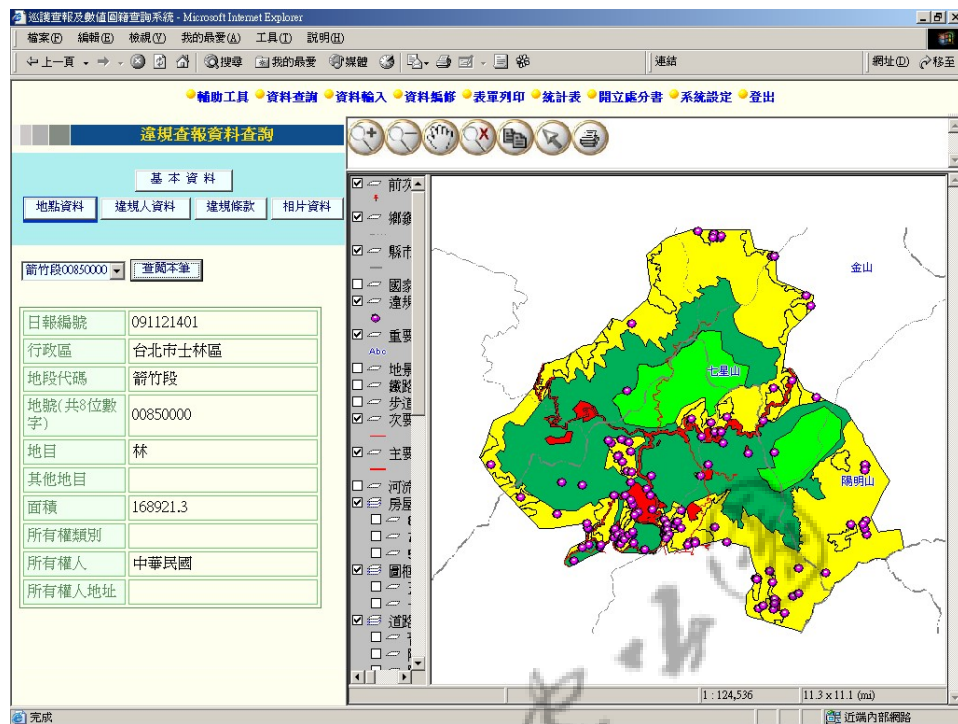 巡護查報及數值圖籍查詢系統 - Microsoft Internet Explorer
檔案(F) 編輯(E) 檢視(V) 我的最愛(A) 工具(T) 說明(H)
上一頁 搜尋 我的最愛 媒體 連結 網址(D) 移至
輔助工具 資料查詢 資料輸入 資料編修 表單列印 統計表 開立處分書 系統設定 登出
違規查報資料查詢
基本資料
地點資料 違規人資料 違規條款 相片資料
箭竹段00850000 查閱本筆
日報編號 091121401
行政區 台北市士林區
地段代碼 箭竹段
地號(共8位數字) 00850000
地目 林
其他地目
面積 168921.3
所有權類別
所有權人 中華民國
所有權人地址
前次
鄉鎮
縣市
國家
違規
重要
Abc
地景
鐵路
步道
次要
主要
河流
房屋
圖框
道路
金山
七星山
陽明山
1 : 124,536 11.3 x 11.1 (mi)
完成 近端內部網路